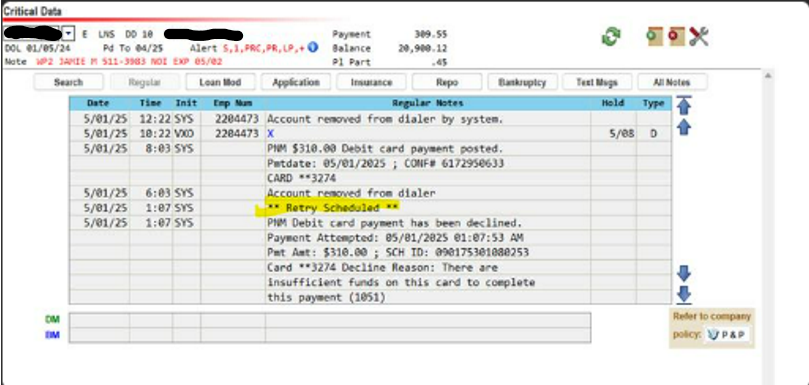 Critical Data
E LNS DD 10 Payment 309.55
DOL 01/05/24 Pd To 04/25 Alert S,1,PRC,PR,LP,+ Balance 20,900.12
Note WP2 JAMIE M 511-3983 NOI EXP 05/02 Pl Part .45
Search Regular Loan Mod Application Insurance Repo Bankruptcy Text Msgs All Notes
Date Time Init Emp Num Regular Notes Hold Type
5/01/25 12:22 SYS 2204473 Account removed from dialer by system.
5/01/25 10:22 VXO 2204473 X 5/08 D
5/01/25 8:03 SYS PNM $310.00 Debit card payment posted.
Pmtdate: 05/01/2025 ; CONF# 6172950633
CARD **3274
5/01/25 6:03 SYS Account removed from dialer
5/01/25 1:07 SYS ** Retry Scheduled **
5/01/25 1:07 SYS PNM Debit card payment has been declined.
Payment Attempted: 05/01/2025 01:07:53 AM
Pmt Amt: $310.00 ; SCH ID: 090175301080253
Card **3274 Decline Reason: There are
insufficient funds on this card to complete
this payment (1051)
DM
BM
Refer to company
policy: P & P